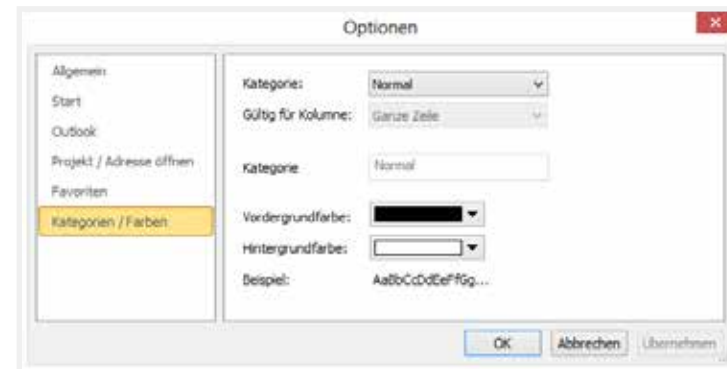 Optionen
Allgemein
Start
Outlook
Projekt / Adresse öffnen
Favoriten
Kategorien / Farben
Kategorie: Normal
Gültig für Kolumne: Ganze Zeile
Kategorie Normal
Vordergrundfarbe:
Hintergrundfarbe:
Beispiel: AaBbCcDdEeFfGg...
OK Abbrechen Übernehmen